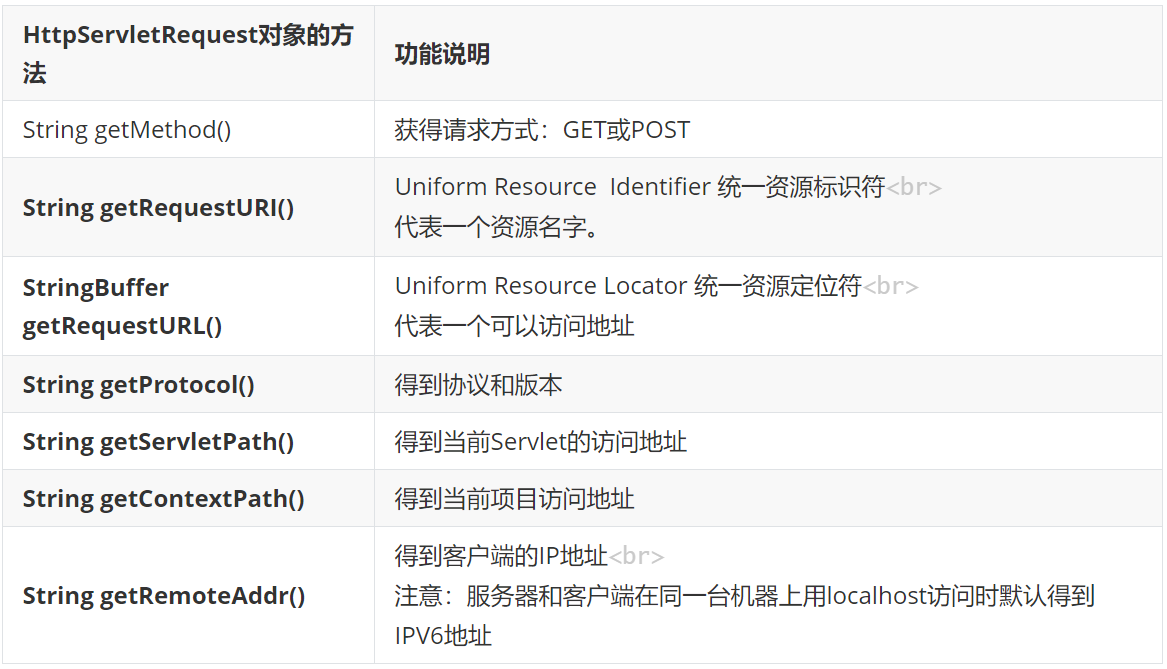 HttpServletRequest对象的方
法
功能说明
String getMethod()
获得请求方式：GET或POST
String getRequestURI()
Uniform Resource  Identifier 统一资源标识符<br>
代表一个资源名字。
StringBuffer
getRequestURL()
Uniform Resource Locator 统一资源定位符<br>
代表一个可以访问地址
String getProtocol()
得到协议和版本
String getServletPath()
得到当前Servlet的访问地址
String getContextPath()
得到当前项目访问地址
String getRemoteAddr()
得到客户端的IP地址<br>
注意：服务器和客户端在同一台机器上用localhost访问时默认得到
IPV6地址